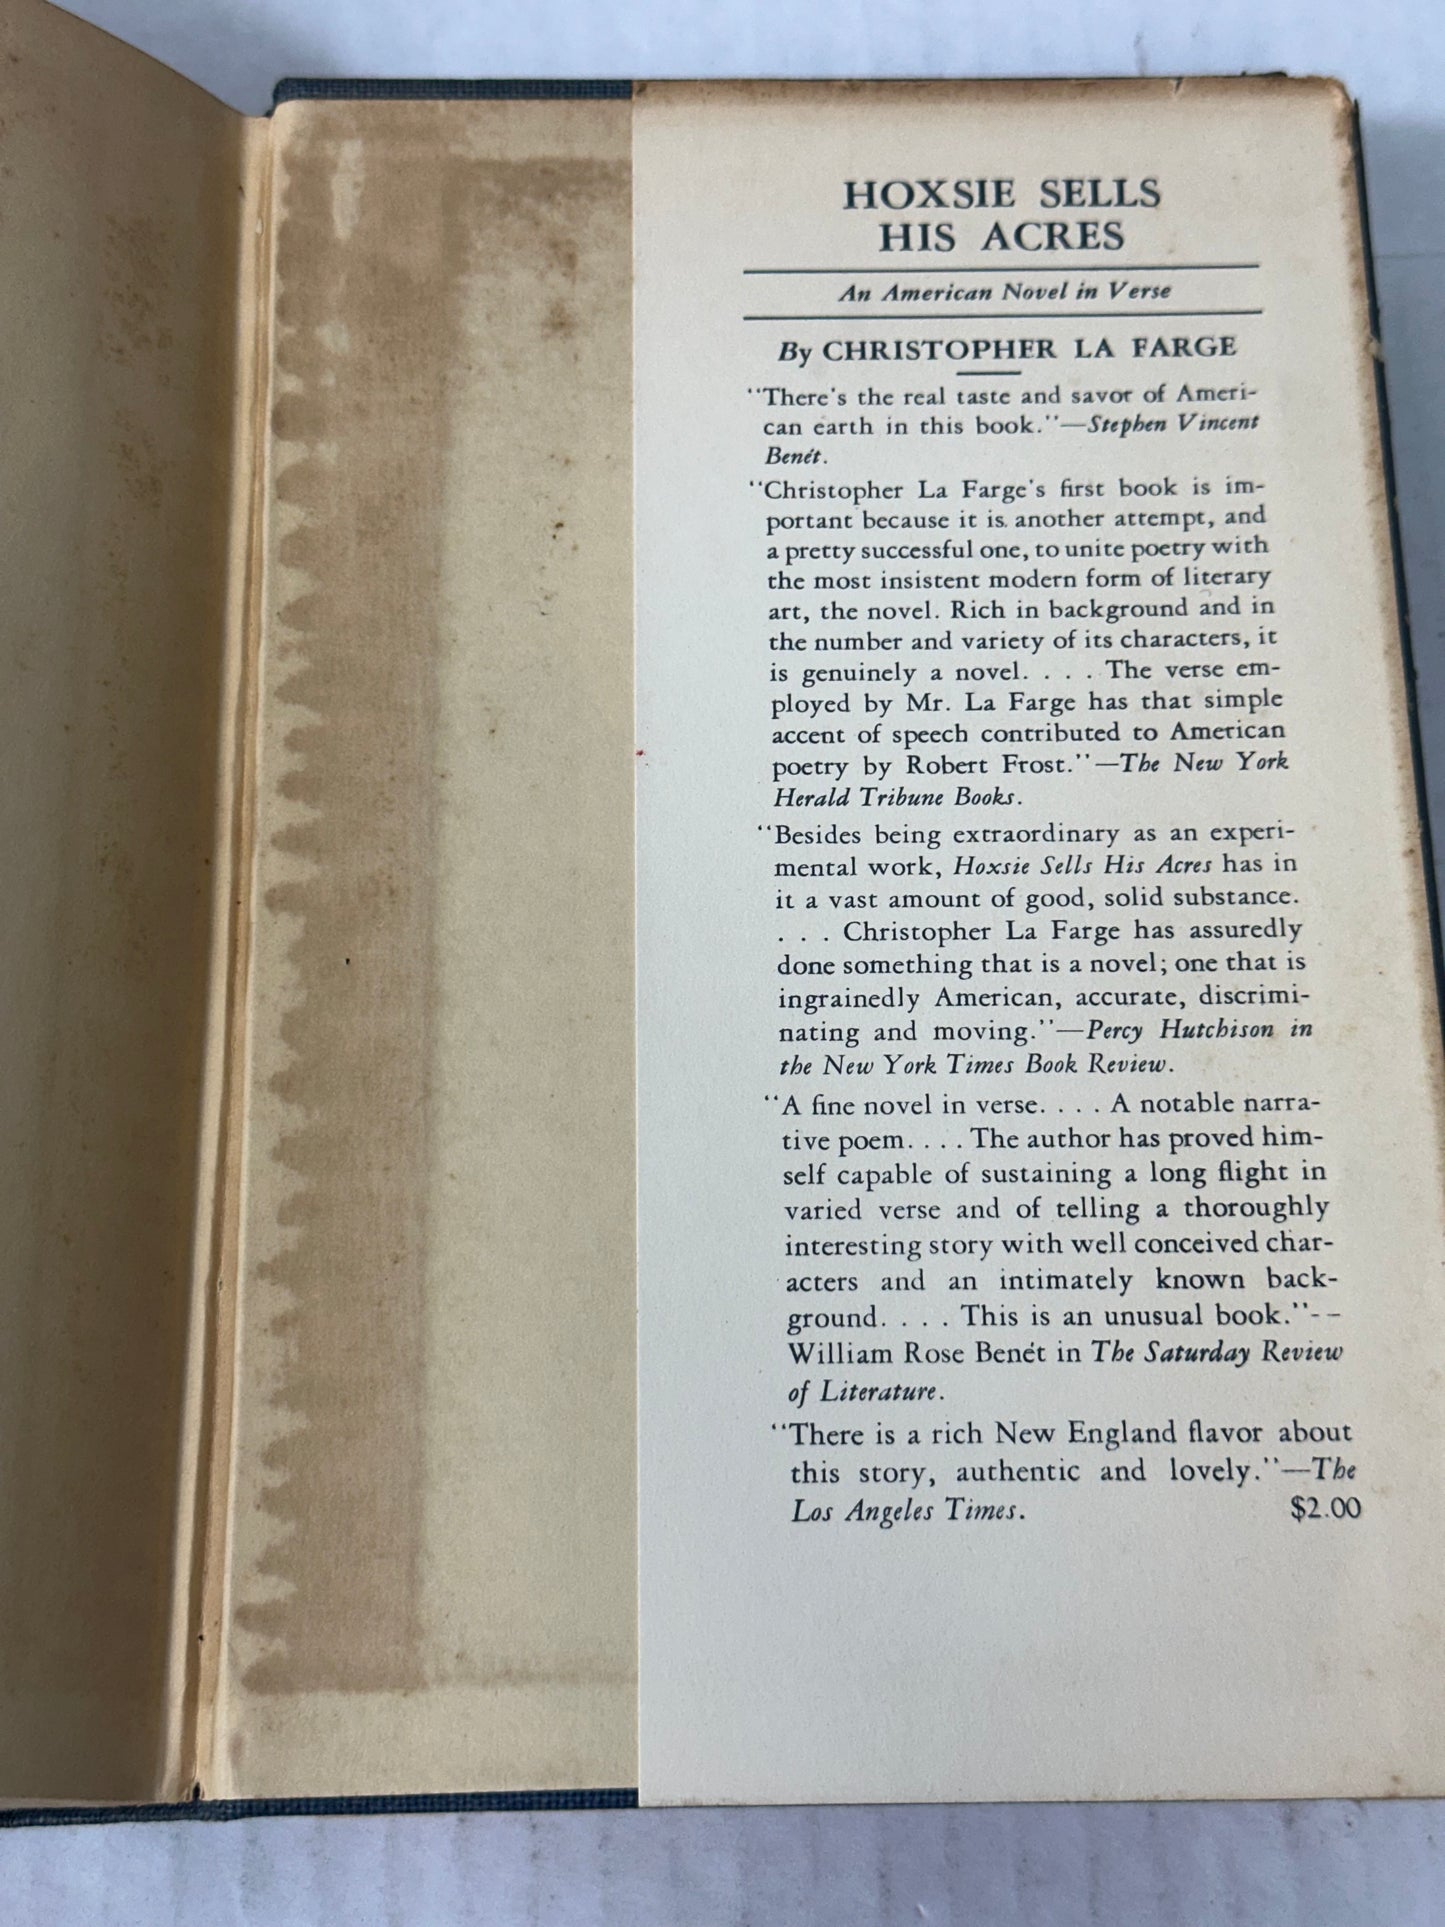 HOXSIE SELLS
HIS ACRES
An American Novel in Verse
By CHRISTOPHER LA FARGE
"There's the real taste and savor of Ameri-
can earth in this book."—Stephen Vincent
Benét.
"Christopher La Farge's first book is im-
portant because it is another attempt, and
a pretty successful one, to unite poetry with
the most insistent modern form of literary
art, the novel. Rich in background and in
the number and variety of its characters, it
is genuinely a novel. . . . The verse em-
ployed by Mr. La Farge has that simple
accent of speech contributed to American
poetry by Robert Frost."—The New York
Herald Tribune Books.
"Besides being extraordinary as an experi-
mental work, Hoxsie Sells His Acres has in
it a vast amount of good, solid substance.
. . . Christopher La Farge has assuredly
done something that is a novel; one that is
ingrainedly American, accurate, discrimi-
nating and moving."—Percy Hutchison in
the New York Times Book Review.
"A fine novel in verse. . . . A notable narra-
tive poem. . . . The author has proved him-
self capable of sustaining a long flight in
varied verse and of telling a thoroughly
interesting story with well conceived char-
acters and an intimately known back-
ground. . . . This is an unusual book."--
William Rose Benét in The Saturday Review
of Literature.
"There is a rich New England flavor about
this story, authentic and lovely."—The
Los Angeles Times. $2.00